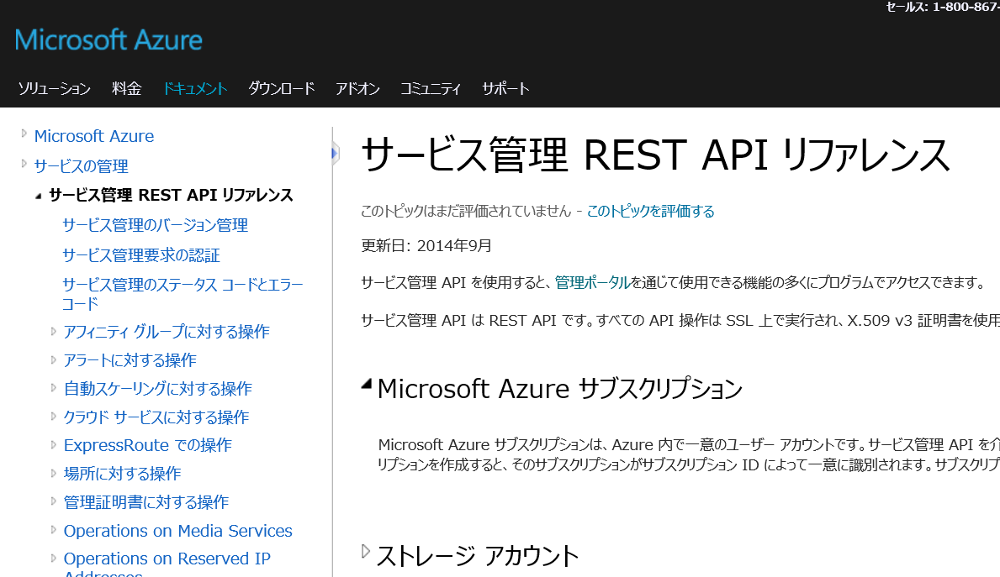 セールス: 1-800-867-
Microsoft Azure
ソリューション 料金 ドキュメント ダウンロード アドオン コミュニティ サポート
Microsoft Azure
サービスの管理
サービス管理 REST API リファレンス
サービス管理のバージョン管理
サービス管理要求の認証
サービス管理のステータス コードとエラー
コード
アフィニティ グループに対する操作
アラートに対する操作
自動スケーリングに対する操作
クラウド サービスに対する操作
ExpressRoute での操作
場所に対する操作
管理証明書に対する操作
Operations on Media Services
Operations on Reserved IP
Addresses
サービス管理 REST API リファレンス
このトピックはまだ評価されていません - このトピックを評価する
更新日: 2014年9月
サービス管理 API を使用すると、管理ポータルを通じて使用できる機能の多くにプログラムでアクセスできます。
サービス管理 API は REST API です。すべての API 操作は SSL 上で実行され、X.509 v3 証明書を使用
Microsoft Azure サブスクリプション
Microsoft Azure サブスクリプションは、Azure 内で一意のユーザー アカウントです。サービス管理 API を介
リプションを作成すると、そのサブスクリプションがサブスクリプション ID によって一意に識別されます。サブスクリプ
ストレージ アカウント